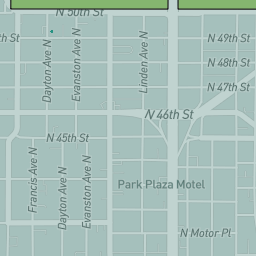 N 50th St
th St
Dayton Ave N
Evanston Ave N
Linden Ave N
N 49th St
N 48th St
N 47th St
N 46th St
N 45th St
Francis Ave N
Dayton Ave N
Evanston Ave N
Park Plaza Motel
N Motor Pl